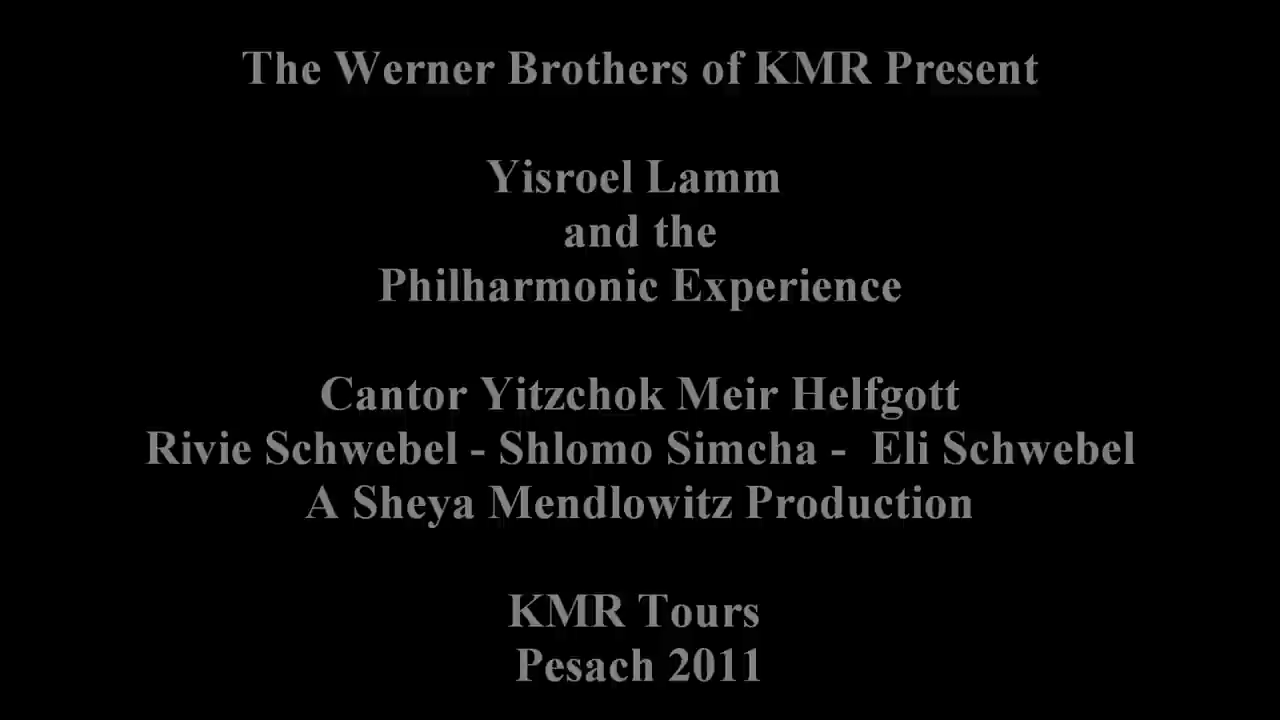 The Werner Brothers of KMR Present
Yisroel Lamm
and the
Philharmonic Experience
Cantor Yitzchok Meir Helfgott
Rivie Schwebel - Shlomo Simcha - Eli Schwebel
A Sheya Mendlowitz Production
KMR Tours
Pesach 2011